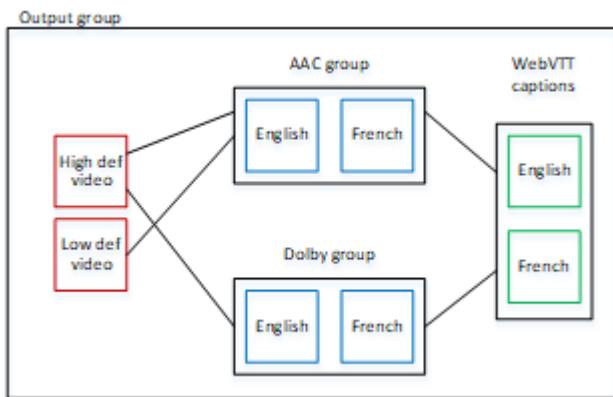 Output group
AAC group
WebVTT
captions
English
French
High def
video
English
Low def
video
Dolby group
French
English
French